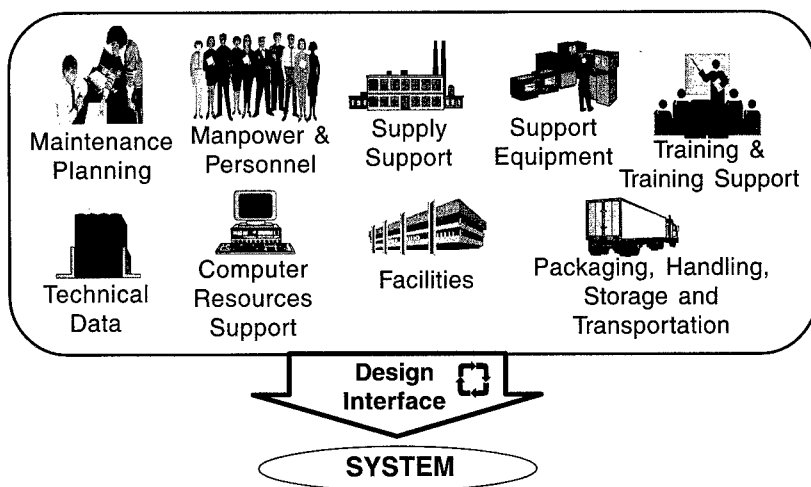 Maintenance
Planning
Manpower &
Personnel
Supply
Support
Support
Equipment
Training &
Training Support
Technical
Data
Computer
Resources
Support
Facilities
Packaging, Handling,
Storage and
Transportation
Design
Interface
SYSTEM